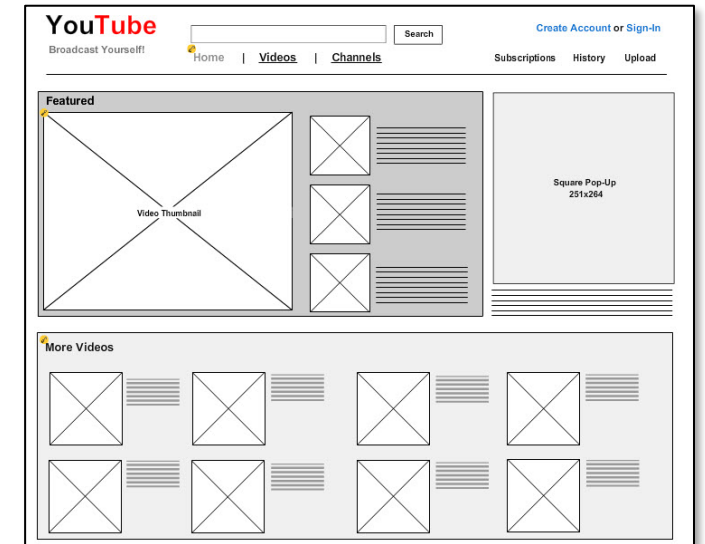 YouTube
Broadcast Yourself!
Search
Create Account or Sign-In
Home | Videos | Channels
Subscriptions History Upload
Featured
Video Thumbnail
Square Pop-Up
251x264
More Videos